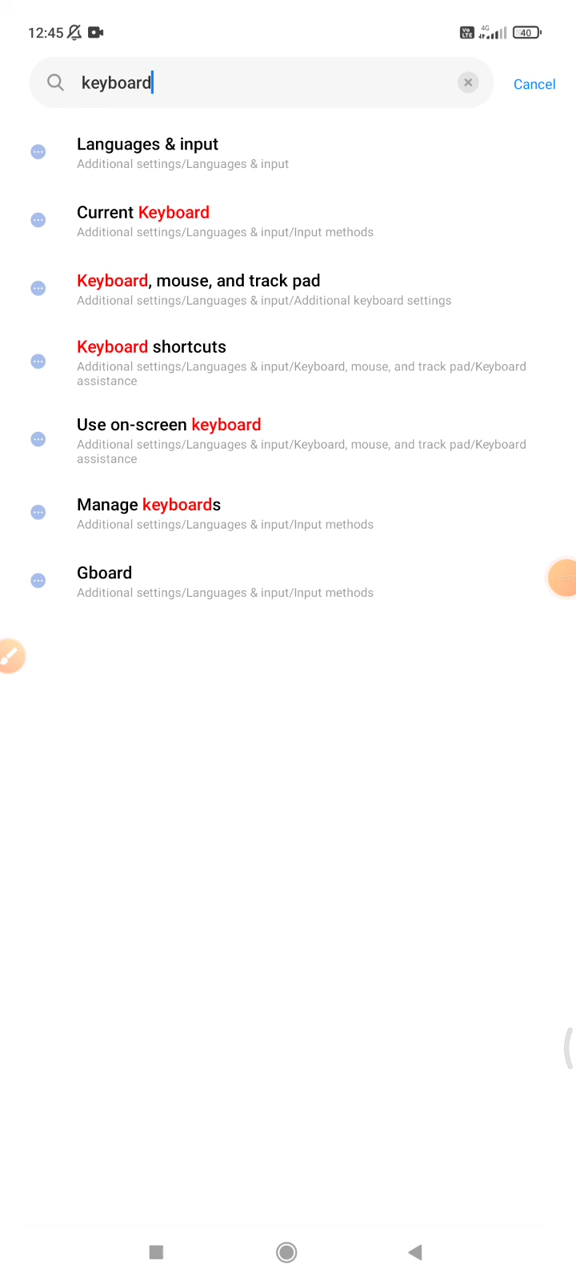 12:45
Vo LTE 4G 40
keyboard
Cancel
Languages & input
Additional settings/Languages & input
Current Keyboard
Additional settings/Languages & input/Input methods
Keyboard, mouse, and track pad
Additional settings/Languages & input/Additional keyboard settings
Keyboard shortcuts
Additional settings/Languages & input/Keyboard, mouse, and track pad/Keyboard
assistance
Use on-screen keyboard
Additional settings/Languages & input/Keyboard, mouse, and track pad/Keyboard
assistance
Manage keyboards
Additional settings/Languages & input/Input methods
Gboard
Additional settings/Languages & input/Input methods